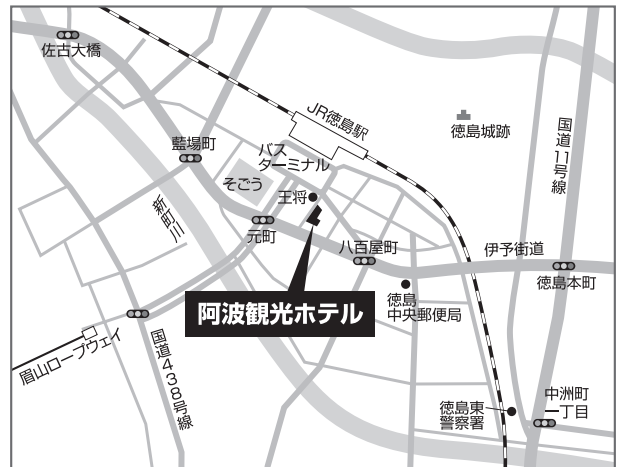 佐古大橋
JR徳島駅
徳島城跡
国道11号線
藍場町
バス
ターミナル
そごう
王将
新町川
元町
八百屋町
伊予街道
徳島本町
徳島
中央郵便局
阿波観光ホテル
眉山ロープウェイ
国道438号線
中洲町
一丁目
徳島東
警察署